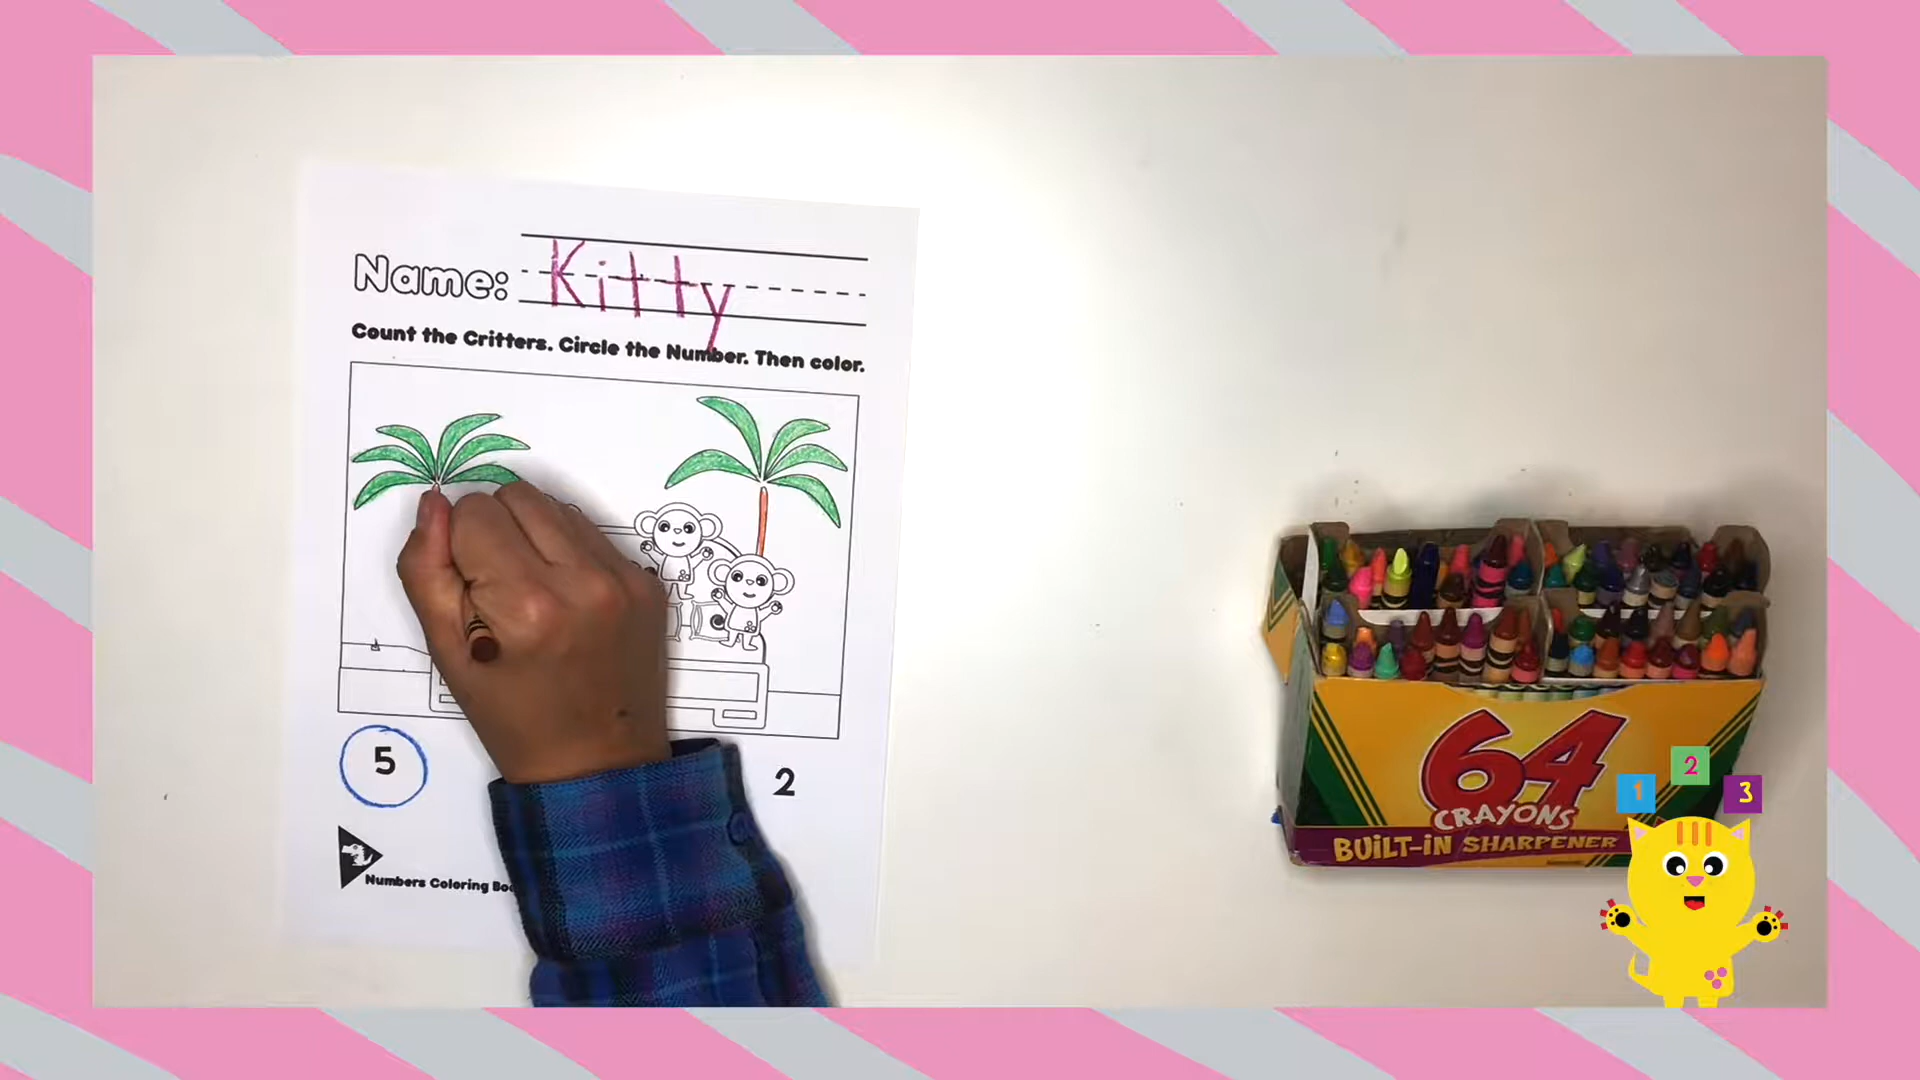 Name: Kitty
Count the Critters. Circle the Number. Then color.
5
2
Numbers Coloring
64
CRAYONS
BUiLT-iN SHARPENER
1 2 3